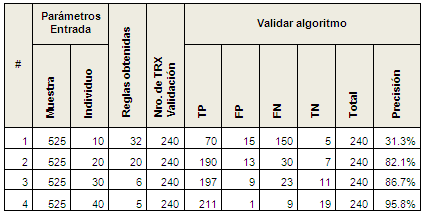 Parámetros Entrada Validar algoritmo
# Muestra Individuo Reglas obtenidas Nro. de TRX Validación TP FP FN TN Total Precisión
1 525 10 32 240 70 15 150 5 240 31.3%
2 525 20 20 240 190 13 30 7 240 82.1%
3 525 30 6 240 197 9 23 11 240 86.7%
4 525 40 5 240 211 1 9 19 240 95.8%